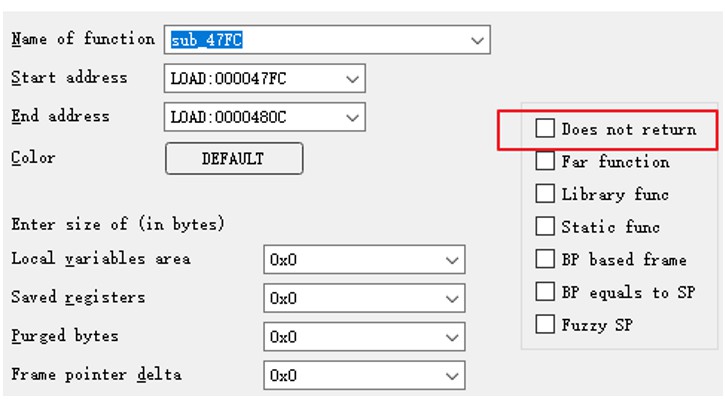 Name of function sub_47FC
Start address LOAD:000047FC
End address LOAD:0000480C
Color DEFAULT
Enter size of (in bytes)
Local variables area 0x0
Saved registers 0x0
Purged bytes 0x0
Frame pointer delta 0x0
Does not return
Far function
Library func
Static func
BP based frame
BP equals to SP
Fuzzy SP